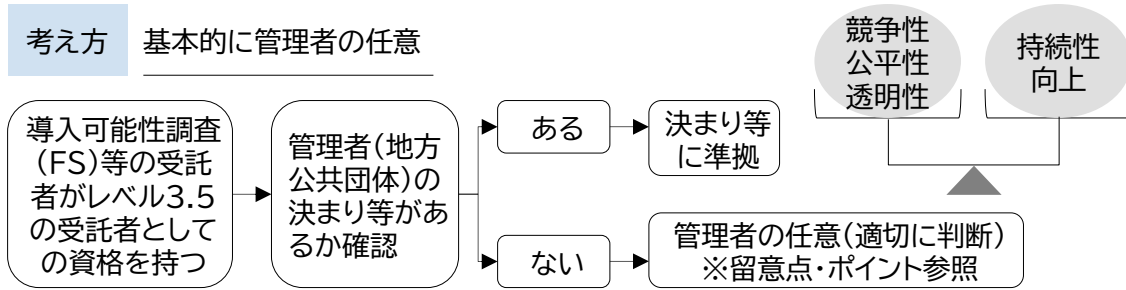 考え方
基本的に管理者の任意
競争性
公平性
透明性
持続性
向上
導入可能性調査
（FS）等の受託
者がレベル3.5
の受託者として
の資格を持つ
管理者（地方
公共団体）の
決まり等があ
るか確認
ある
決まり等
に準拠
ない
管理者の任意（適切に判断）
※留意点・ポイント参照